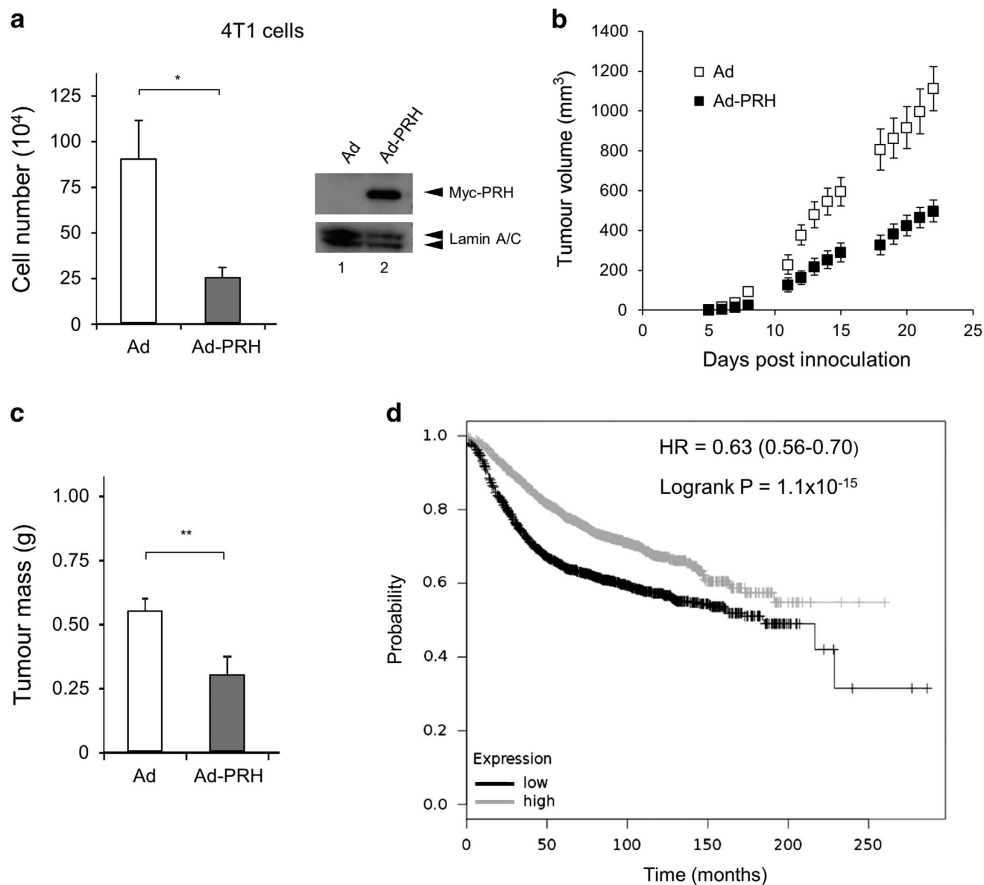 a
4T1 cells
Cell number (10⁴)
125
100
75
50
25
0
*
Ad
Ad-PRH
Ad
Ad-PRH
Myc-PRH
Lamin A/C
1
2
b
Tumour volume (mm³)
1400
1200
1000
800
600
400
200
0
Ad
Ad-PRH
0
5
10
15
20
25
Days post innoculation
c
Tumour mass (g)
1.00
0.75
0.50
0.25
0
**
Ad
Ad-PRH
d
Probability
1.0
0.8
0.6
0.4
0.2
0.0
HR = 0.63 (0.56-0.70)
Logrank P = 1.1x10⁻¹⁵
Expression
low
high
0
50
100
150
200
250
Time (months)